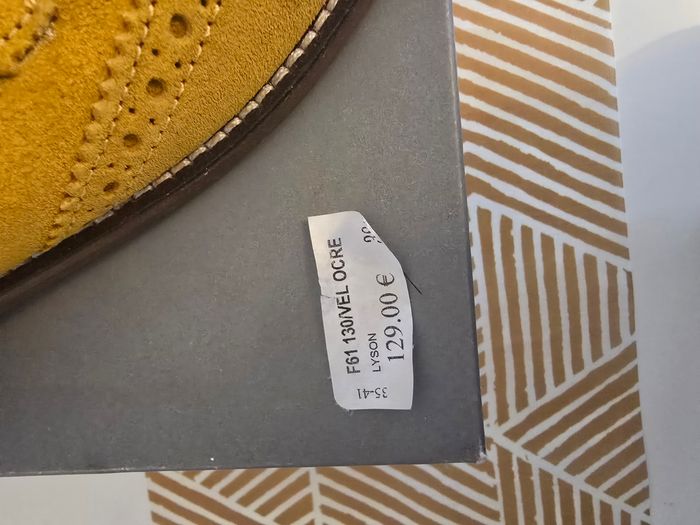 F61 130/VEL OCRE
LYSON
129.00 €
35-41